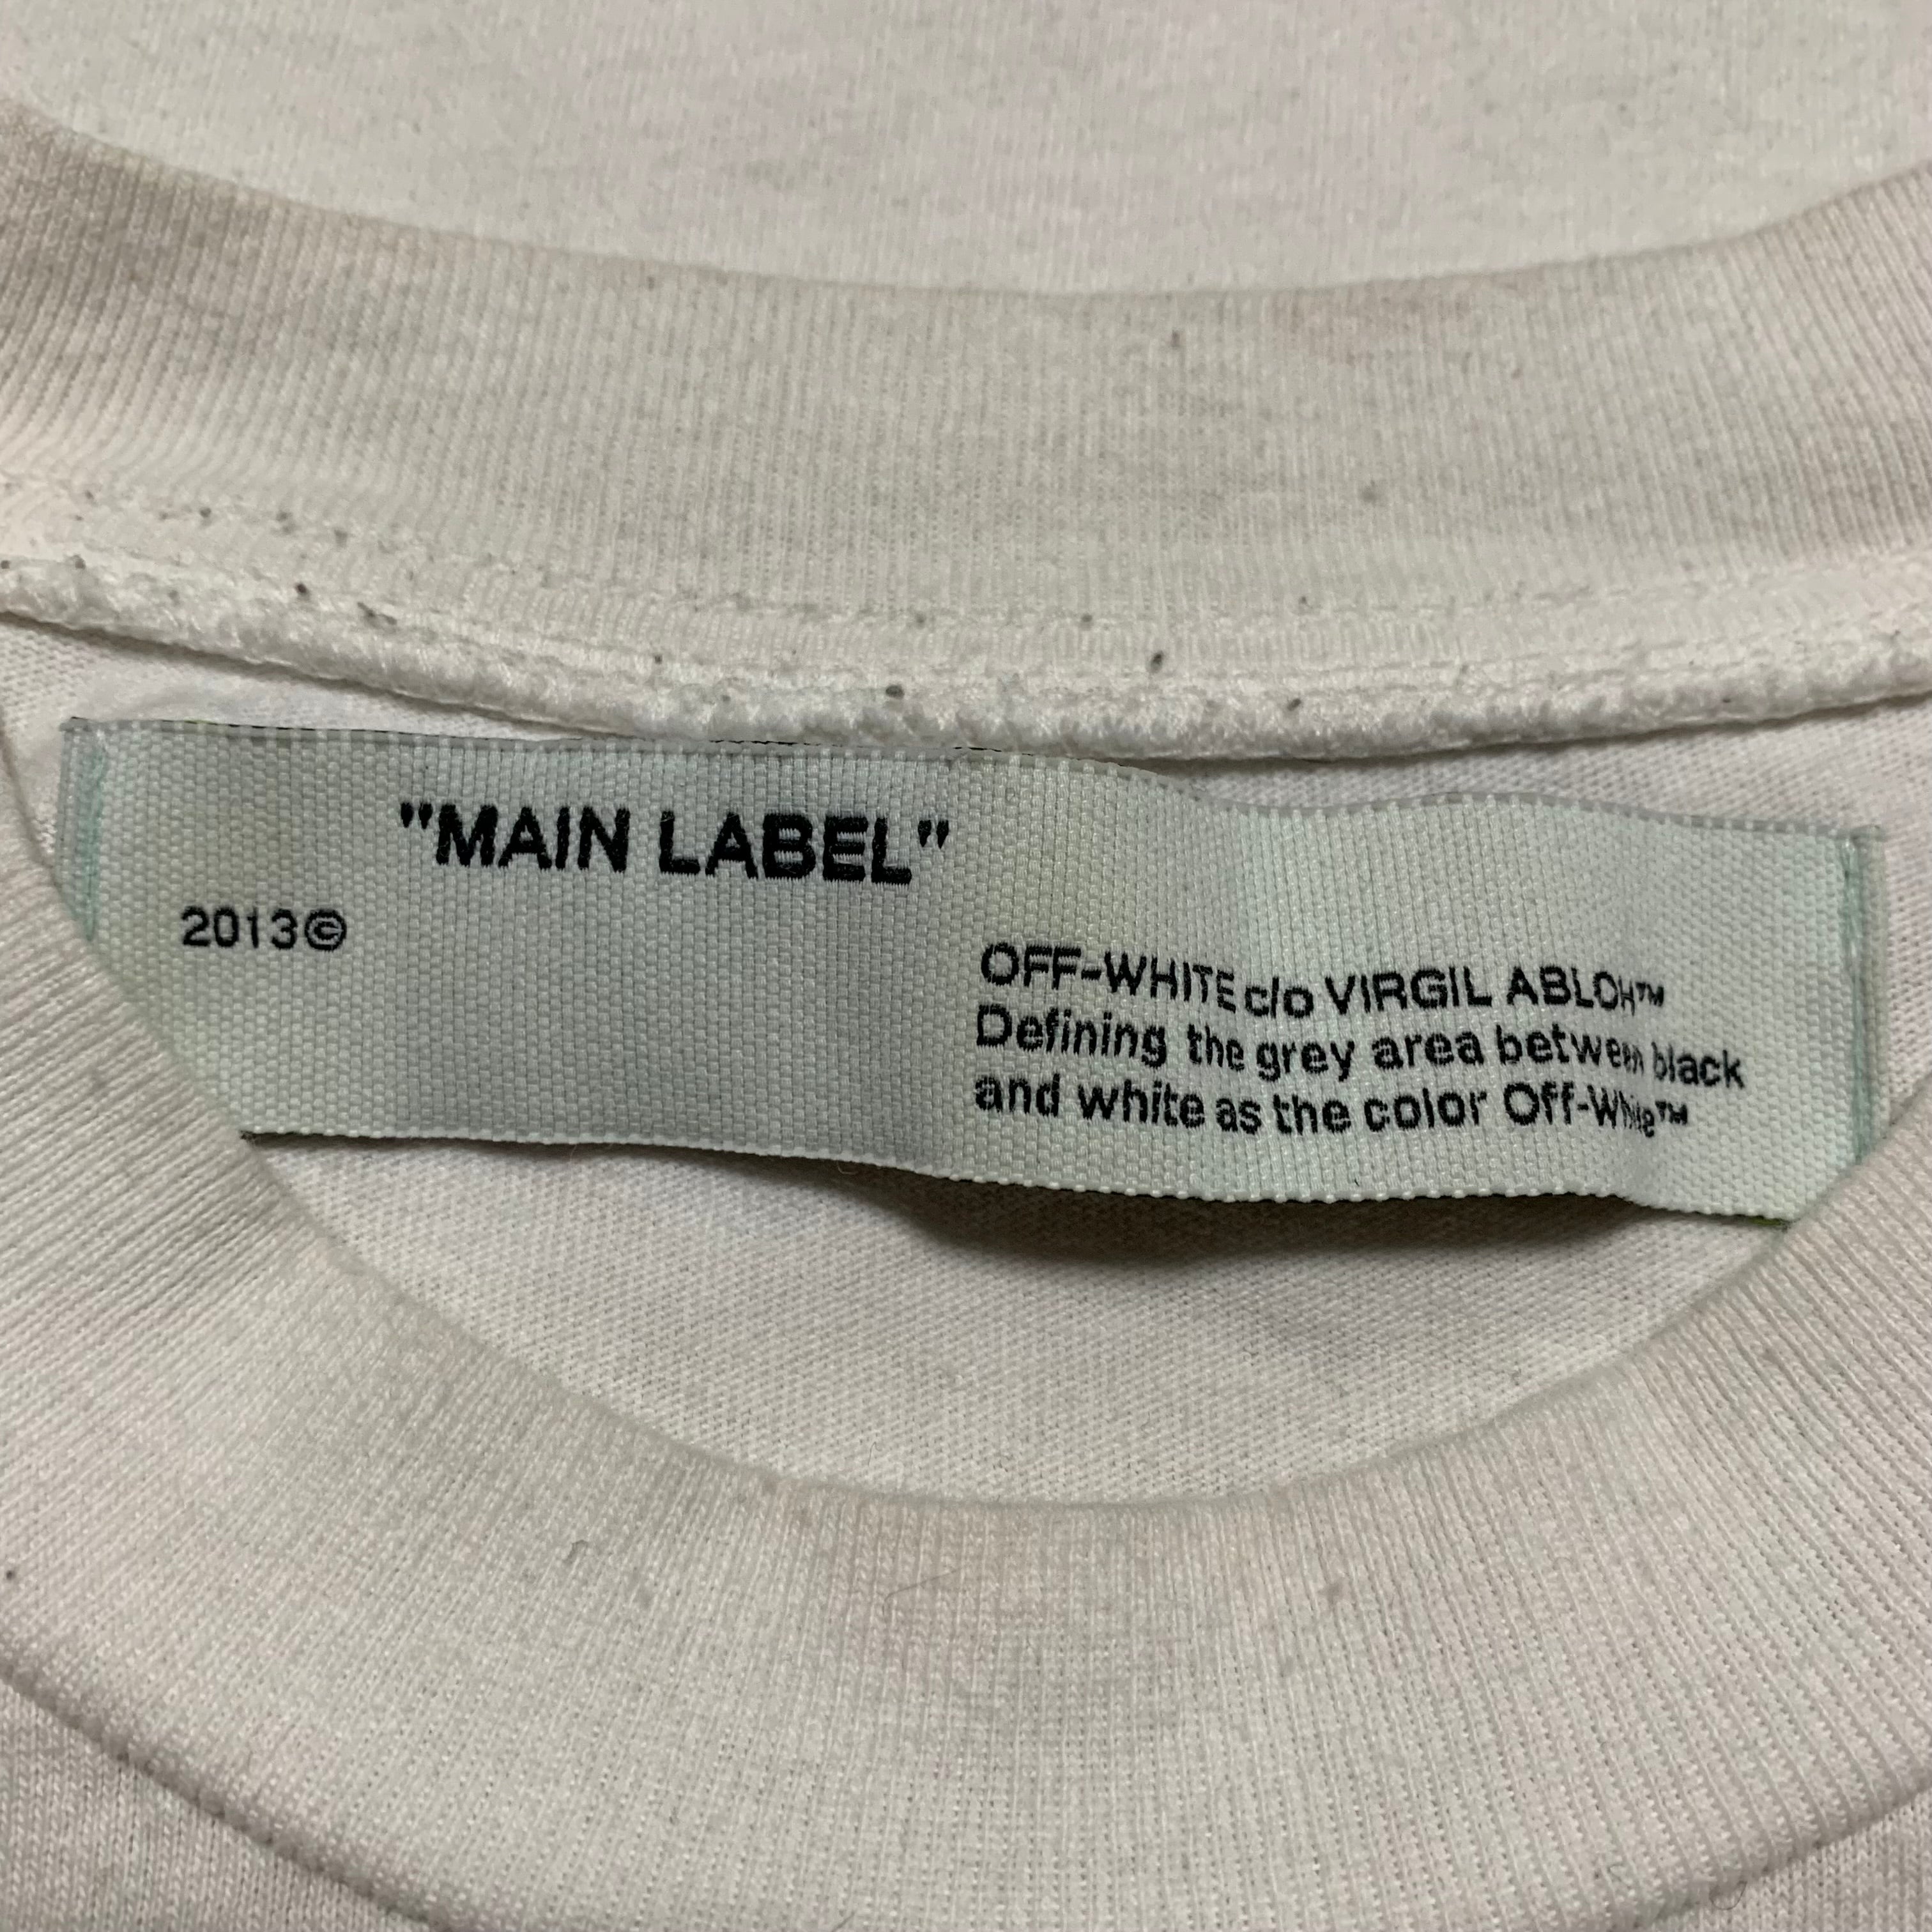 "MAIN LABEL"
2013©
OFF-WHITE c/o VIRGIL ABLOH™
Defining the grey area between black
and white as the color Off-White™